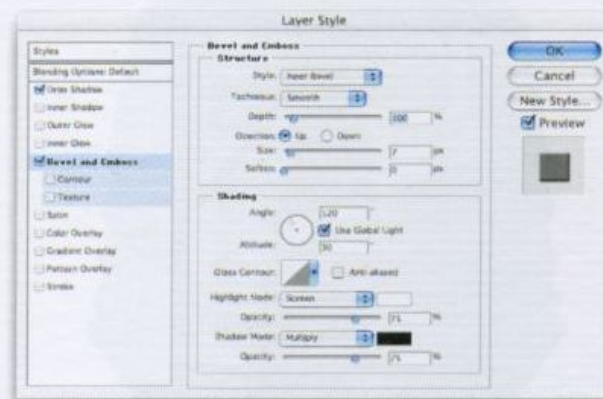 Layer Style
Styles
Blending Options: Default
Drop Shadow
Inner Shadow
Outer Glow
Inner Glow
Bevel and Emboss
Contour
Texture
Satin
Color Overlay
Gradient Overlay
Pattern Overlay
Stroke
Bevel and Emboss
Structure
Style: Inner Bevel
Technique: Smooth
Depth: 100 %
Direction: Up Down
Size: 7 px
Soften: 0 px
Shading
Angle: 120 °
Use Global Light
Altitude: 30 °
Gloss Contour: Anti-aliased
Highlight Mode: Screen
Opacity: 75 %
Shadow Mode: Multiply
Opacity: 75 %
OK
Cancel
New Style...
Preview